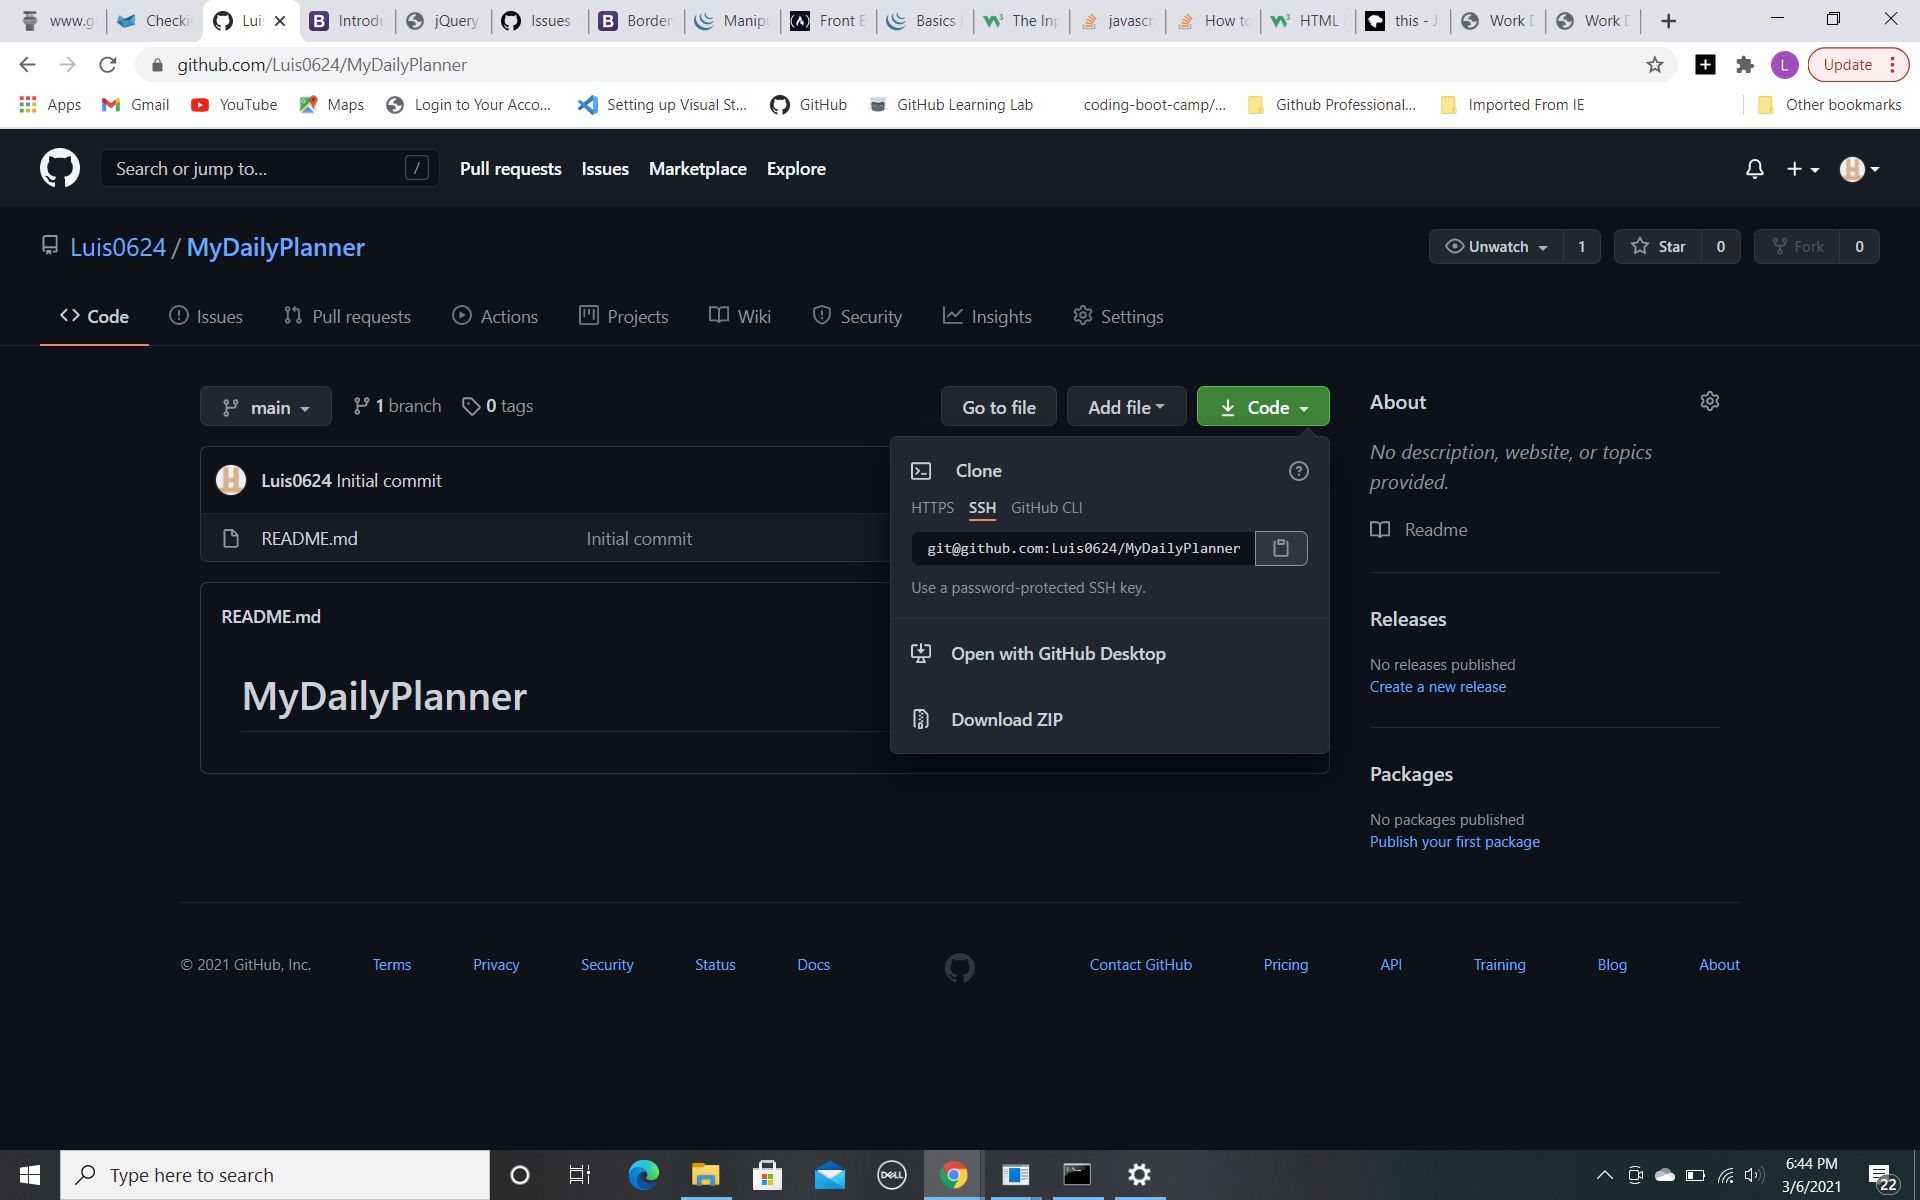 www.g
Checki
Luis
Introdu
jQuery
Issues
Border
Manipu
Front E
Basics
The Inp
javascr
How to
HTML
this - J
Work D
Work D
github.com/Luis0624/MyDailyPlanner
L
Update
Apps
Gmail
YouTube
Maps
Login to Your Acco...
Setting up Visual St...
GitHub
GitHub Learning Lab
coding-boot-camp/...
Github Professional...
Imported From IE
Other bookmarks
Search or jump to...
/
Pull requests
Issues
Marketplace
Explore
Luis0624 / MyDailyPlanner
Unwatch 1
Star 0
Fork 0
Code
Issues
Pull requests
Actions
Projects
Wiki
Security
Insights
Settings
main
1 branch
0 tags
Go to file
Add file
Code
Luis0624 Initial commit
README.md
Initial commit
README.md
MyDailyPlanner
Clone
HTTPS SSH GitHub CLI
git@github.com:Luis0624/MyDailyPlanner
Use a password-protected SSH key.
Open with GitHub Desktop
Download ZIP
About
No description, website, or topics
provided.
Readme
Releases
No releases published
Create a new release
Packages
No packages published
Publish your first package
© 2021 GitHub, Inc.
Terms
Privacy
Security
Status
Docs
Contact GitHub
Pricing
API
Training
Blog
About
Type here to search
DELL
6:44 PM
3/6/2021
22